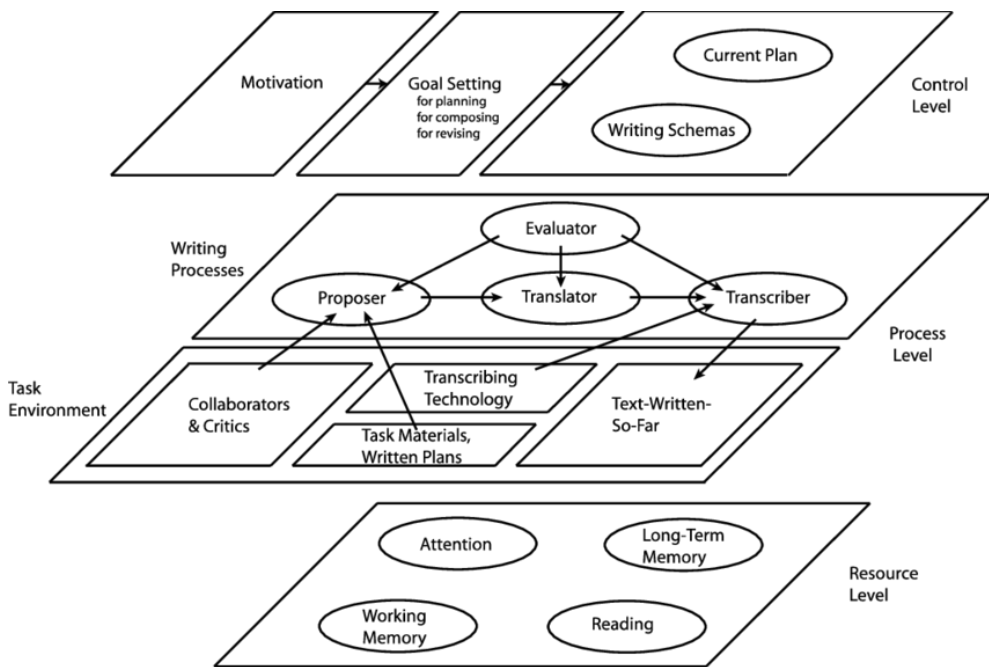 Motivation
Goal Setting
for planning
for composing
for revising
Current Plan
Writing Schemas
Control
Level
Writing
Processes
Evaluator
Proposer
Translator
Transcriber
Process
Level
Task
Environment
Collaborators
& Critics
Transcribing
Technology
Task Materials,
Written Plans
Text-Written-
So-Far
Attention
Long-Term
Memory
Working
Memory
Reading
Resource
Level